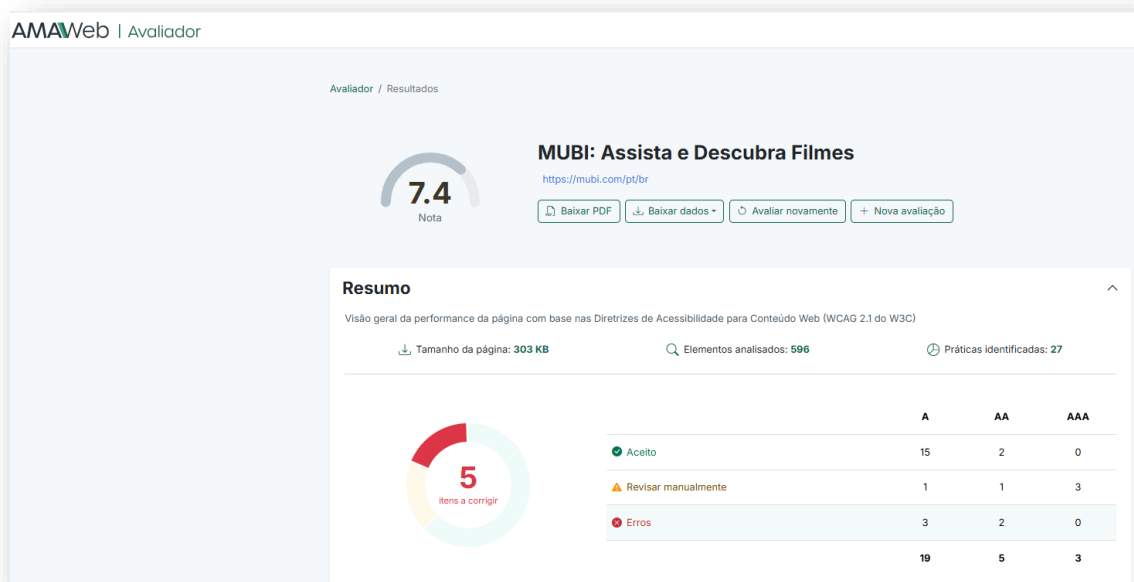 AMAWeb | Avaliador
Avaliador / Resultados
7.4
Nota
MUBI: Assista e Descubra Filmes
https://mubi.com/pt/br
Baixar PDF
Baixar dados
Avaliar novamente
Nova avaliação
Resumo
Visão geral da performance da página com base nas Diretrizes de Acessibilidade para Conteúdo Web (WCAG 2.1 do W3C)
Tamanho da página: 303 KB
Elementos analisados: 596
Práticas identificadas: 27
5
itens a corrigir
A AA AAA
Aceito 15 2 0
Revisar manualmente 1 1 3
Erros 3 2 0
19 5 3